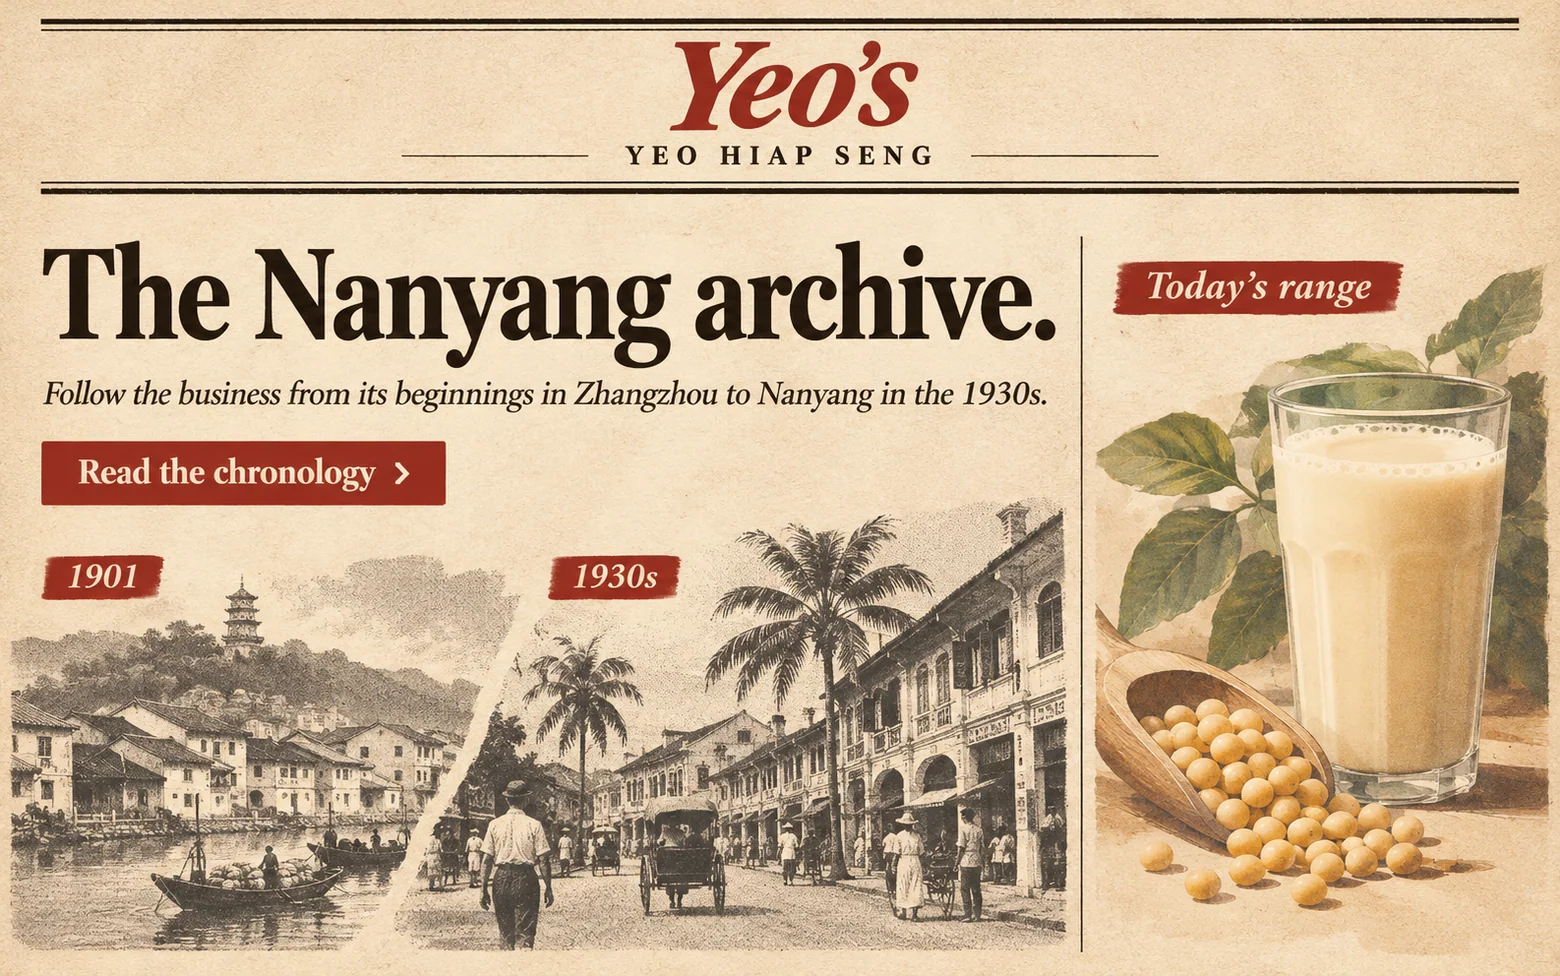 Yeo's
YEO HIAP SENG
The Nanyang archive.
Follow the business from its beginnings in Zhangzhou to Nanyang in the 1930s.
Read the chronology ›
1901
1930s
Today's range